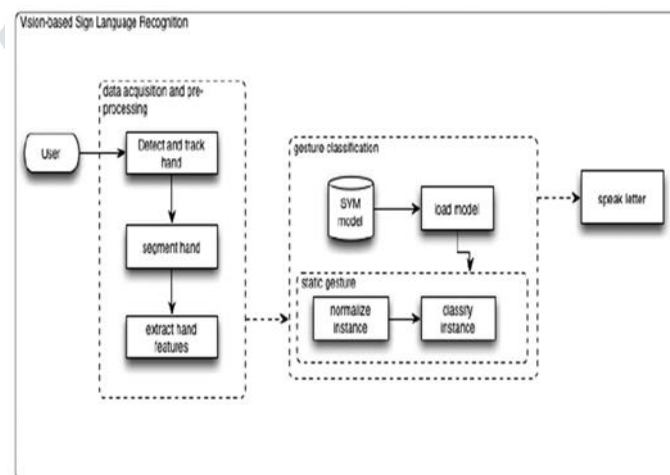 Vision-based Sign Language Recognition
data acquisition and pre-
processing
User
Detect and track
hand
segment hand
extract hand
features
gesture classification
SVM
model
load model
static gesture
normalize
instance
classify
instance
speak letter